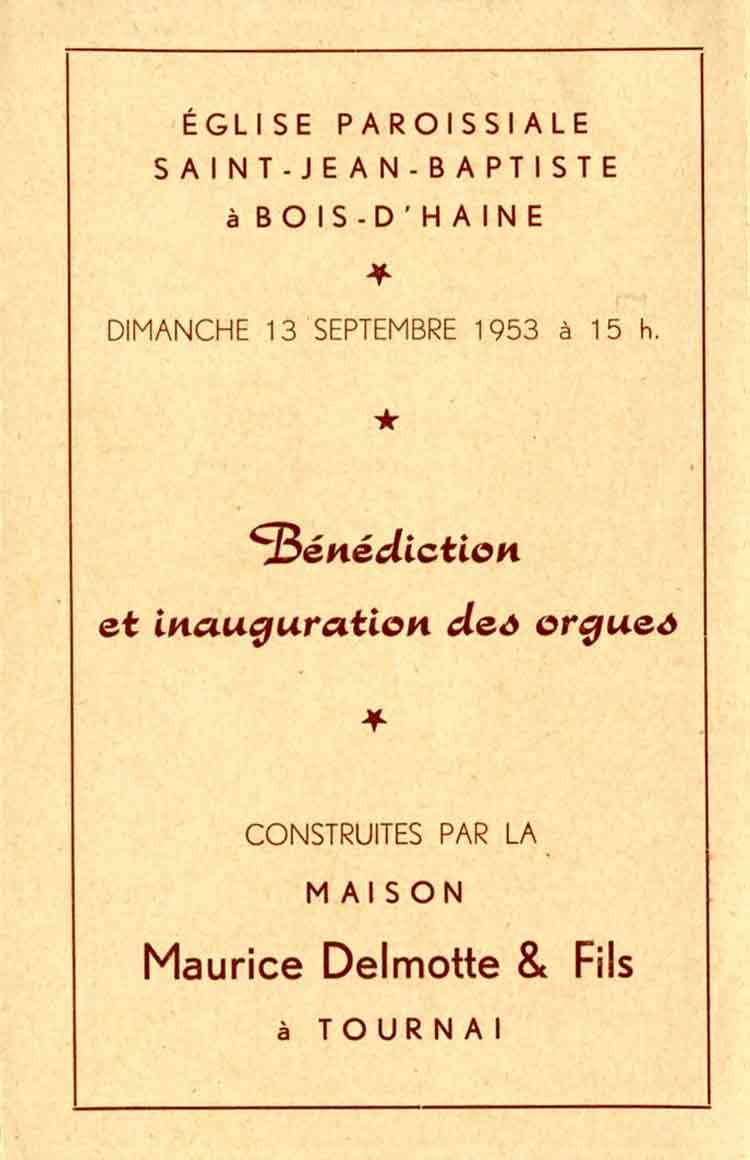 ÉGLISE PAROISSIALE
SAINT-JEAN-BAPTISTE
à BOIS-D'HAINE
DIMANCHE 13 SEPTEMBRE 1953 à 15 h.
Bénédiction
et inauguration des orgues
CONSTRUITES PAR LA
MAISON
Maurice Delmotte & Fils
à TOURNAI